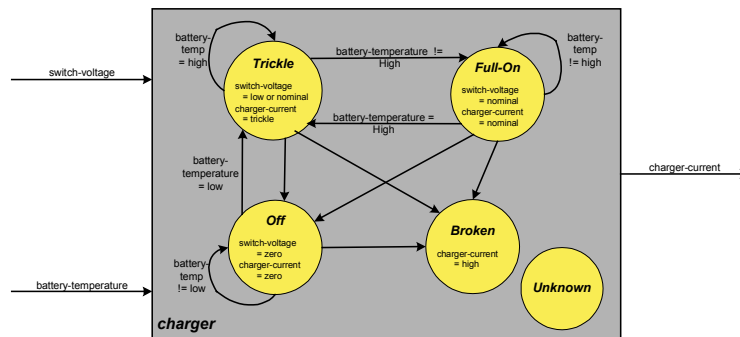 battery-
temp
= high
battery-temperature !=
High
battery-
temp
!= high
Trickle
switch-voltage
= low or nominal
charger-current
= trickle
Full-On
switch-voltage
= nominal
charger-current
= nominal
switch-voltage
battery-temperature =
High
battery-
temperature
= low
charger-current
Off
switch-voltage
= zero
charger-current
= zero
Broken
charger-current
= high
battery-
temp
!= low
Unknown
battery-temperature
charger